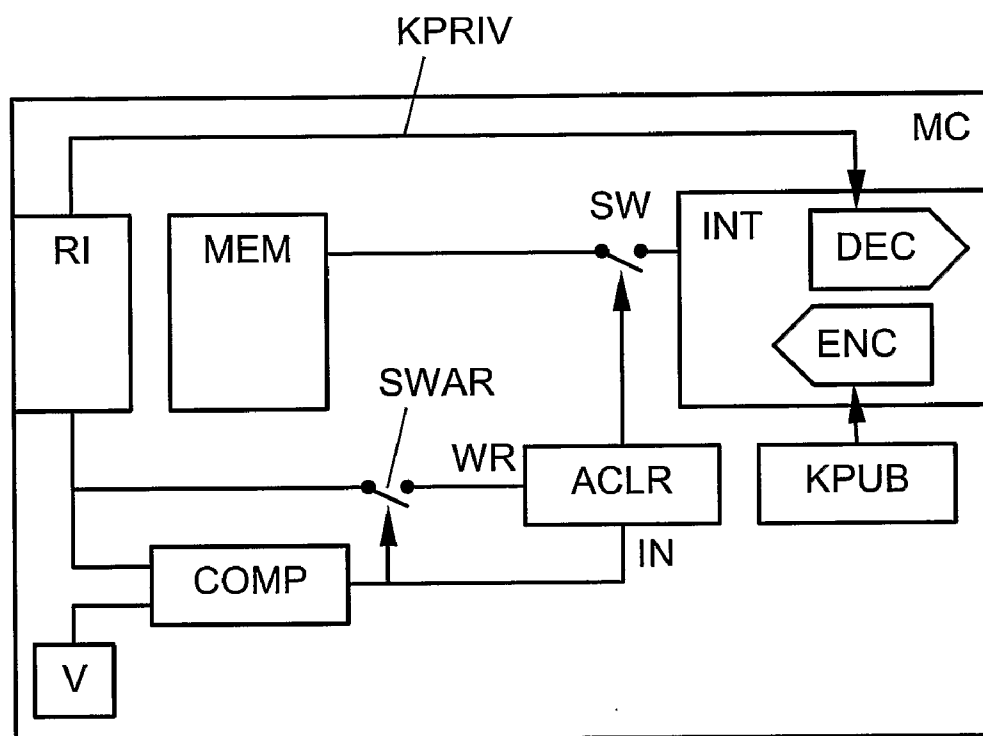 KPRIV
MC
SW
INT
DEC
RI
MEM
ENC
SWAR
WR
ACLR
KPUB
IN
COMP
V